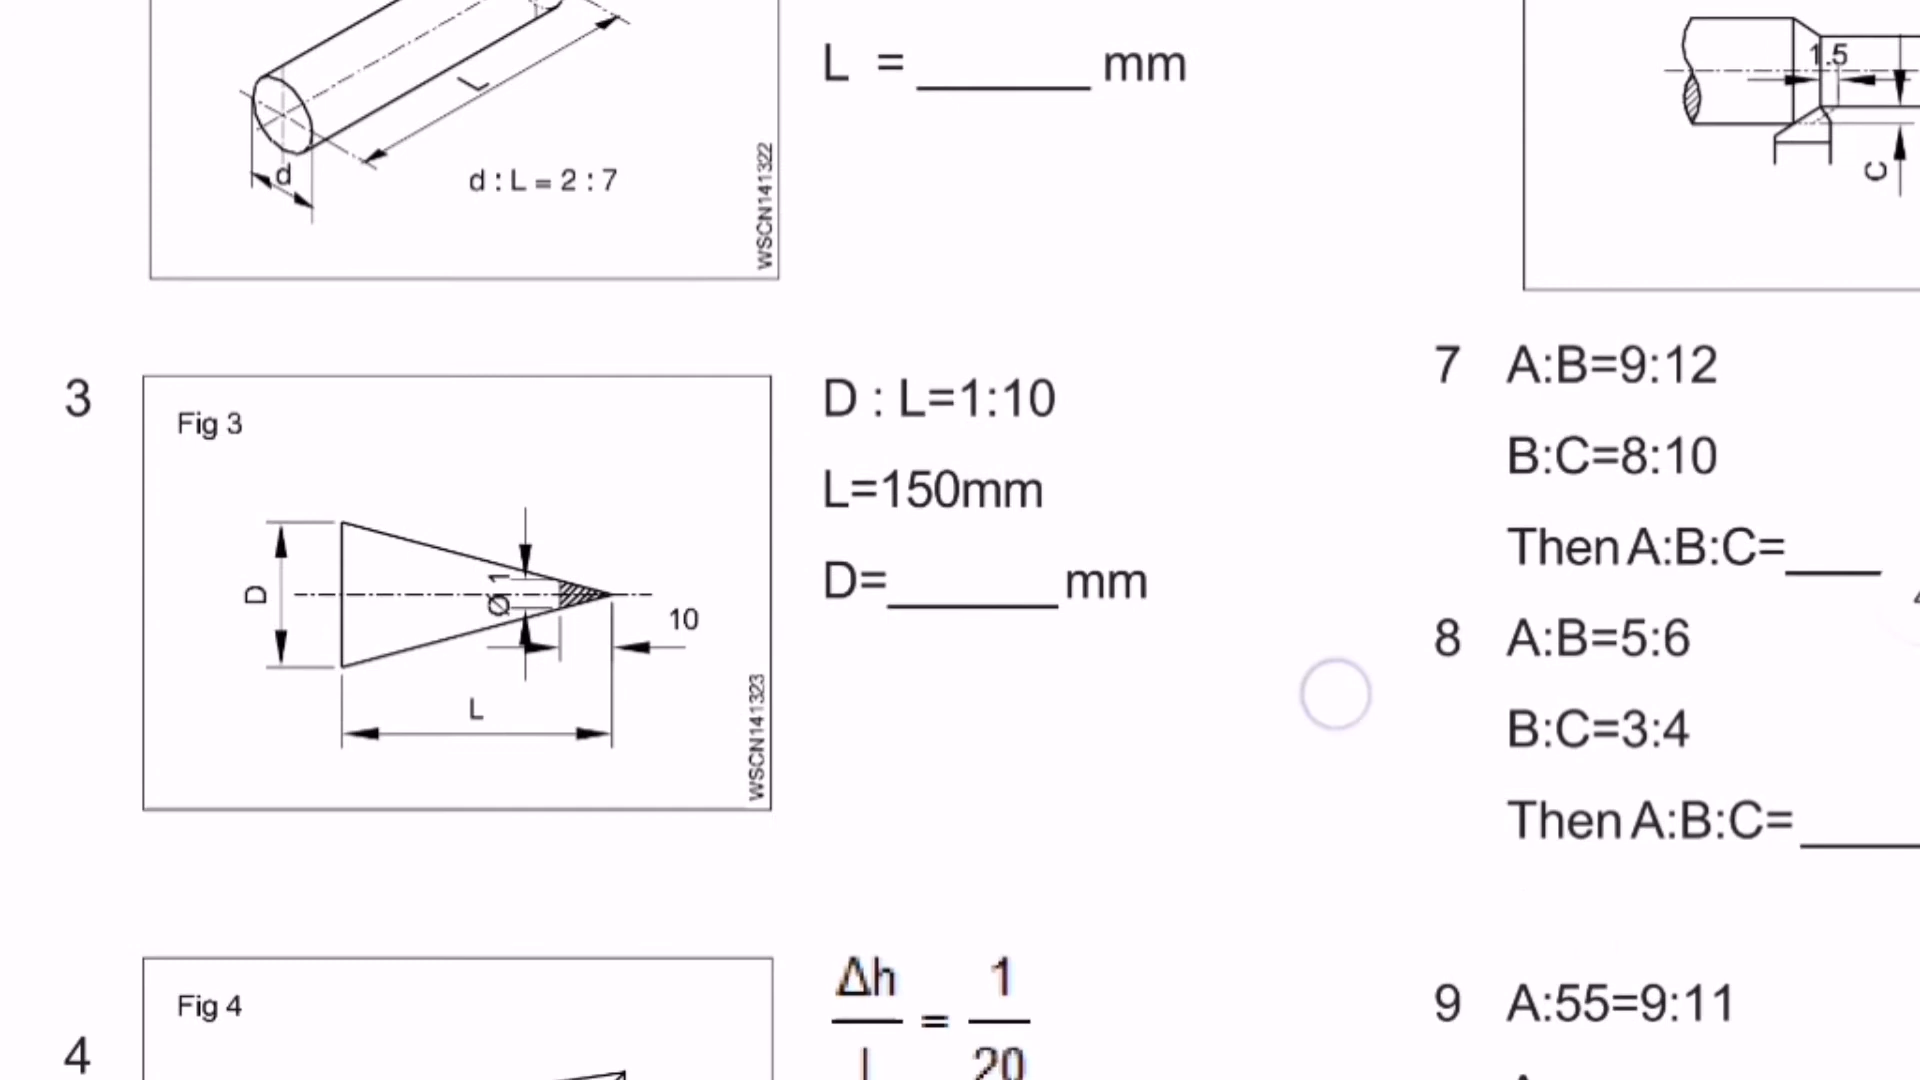 L = ______ mm
L
d
d : L = 2 : 7
WSCN141322
3
Fig 3
D
Ø 1
10
L
WSCN141323
D : L=1:10
L=150mm
D=______ mm
4
Fig 4
Δh
= 1
20
1.5
C
7 A:B=9:12
B:C=8:10
Then A:B:C=____
8 A:B=5:6
B:C=3:4
Then A:B:C=____
9 A:55=9:11